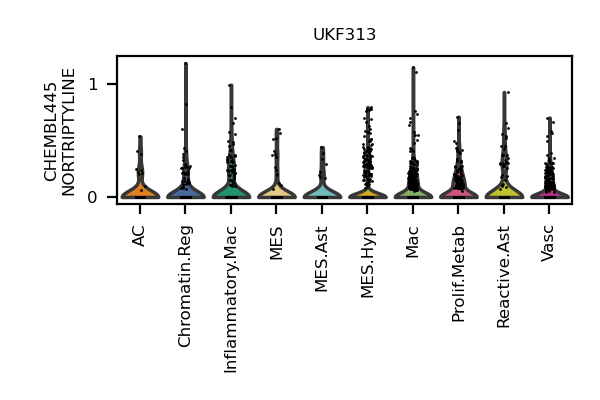 UKF313
CHEMBL445
NORTRIPTYLINE
1
0
AC
Chromatin.Reg
Inflammatory.Mac
MES
MES.Ast
MES.Hyp
Mac
Prolif.Metab
Reactive.Ast
Vasc